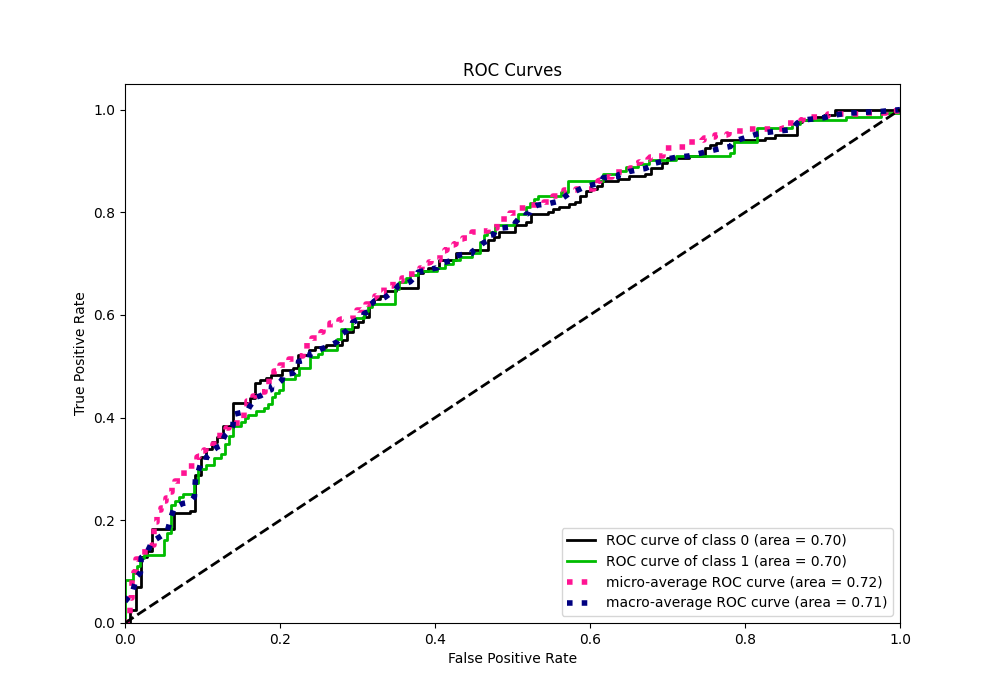 ROC Curves
True Positive Rate
1.0
0.8
0.6
0.4
0.2
0.0
ROC curve of class 0 (area = 0.70)
ROC curve of class 1 (area = 0.70)
micro-average ROC curve (area = 0.72)
macro-average ROC curve (area = 0.71)
0.0 0.2 0.4 0.6 0.8 1.0
False Positive Rate